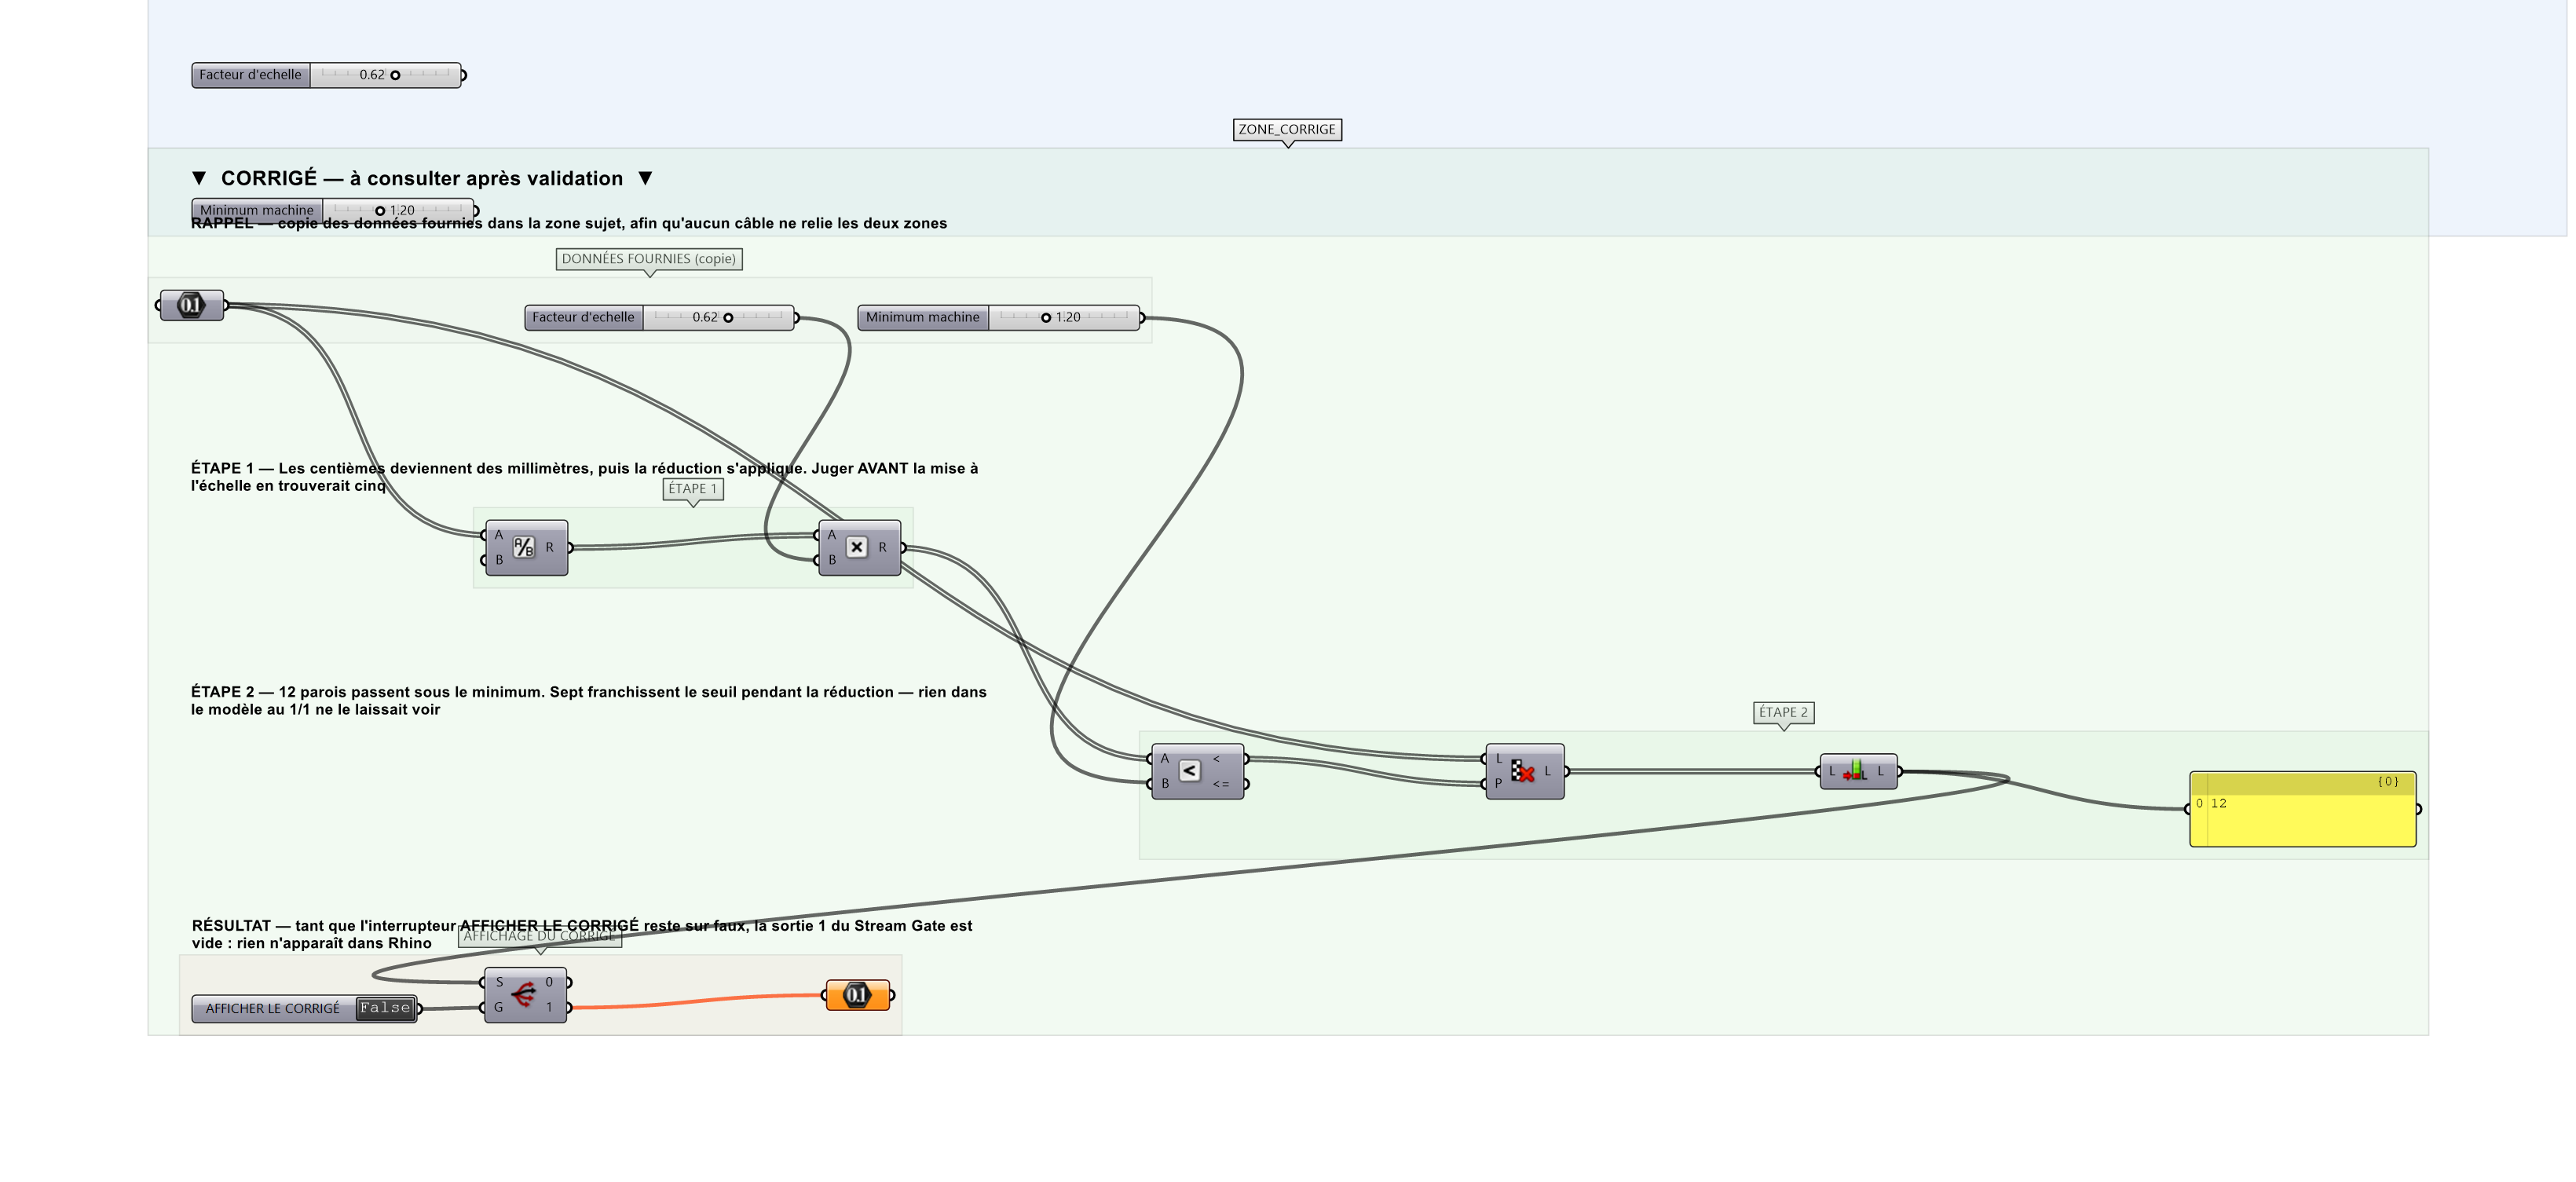 Facteur d'echelle 0.62
ZONE_CORRIGE
▼ CORRIGÉ — à consulter après validation ▼
Minimum machine 1.20
RAPPEL — copie des données fournies dans la zone sujet, afin qu'aucun câble ne relie les deux zones
DONNÉES FOURNIES (copie)
0.1
Facteur d'echelle 0.62
Minimum machine 1.20
ÉTAPE 1 — Les centièmes deviennent des millimètres, puis la réduction s'applique. Juger AVANT la mise à
l'échelle en trouverait cinq
ÉTAPE 1
A B A/B R
A B × R
ÉTAPE 2 — 12 parois passent sous le minimum. Sept franchissent le seuil pendant la réduction — rien dans
le modèle au 1/1 ne le laissait voir
ÉTAPE 2
A B < < <=
L P L
L L L
{0}
0 12
RÉSULTAT — tant que l'interrupteur AFFICHER LE CORRIGÉ reste sur faux, la sortie 1 du Stream Gate est
vide : rien n'apparaît dans Rhino
AFFICHAGE DU CORRIGÉ
AFFICHER LE CORRIGÉ False
S G 0 1
0.1